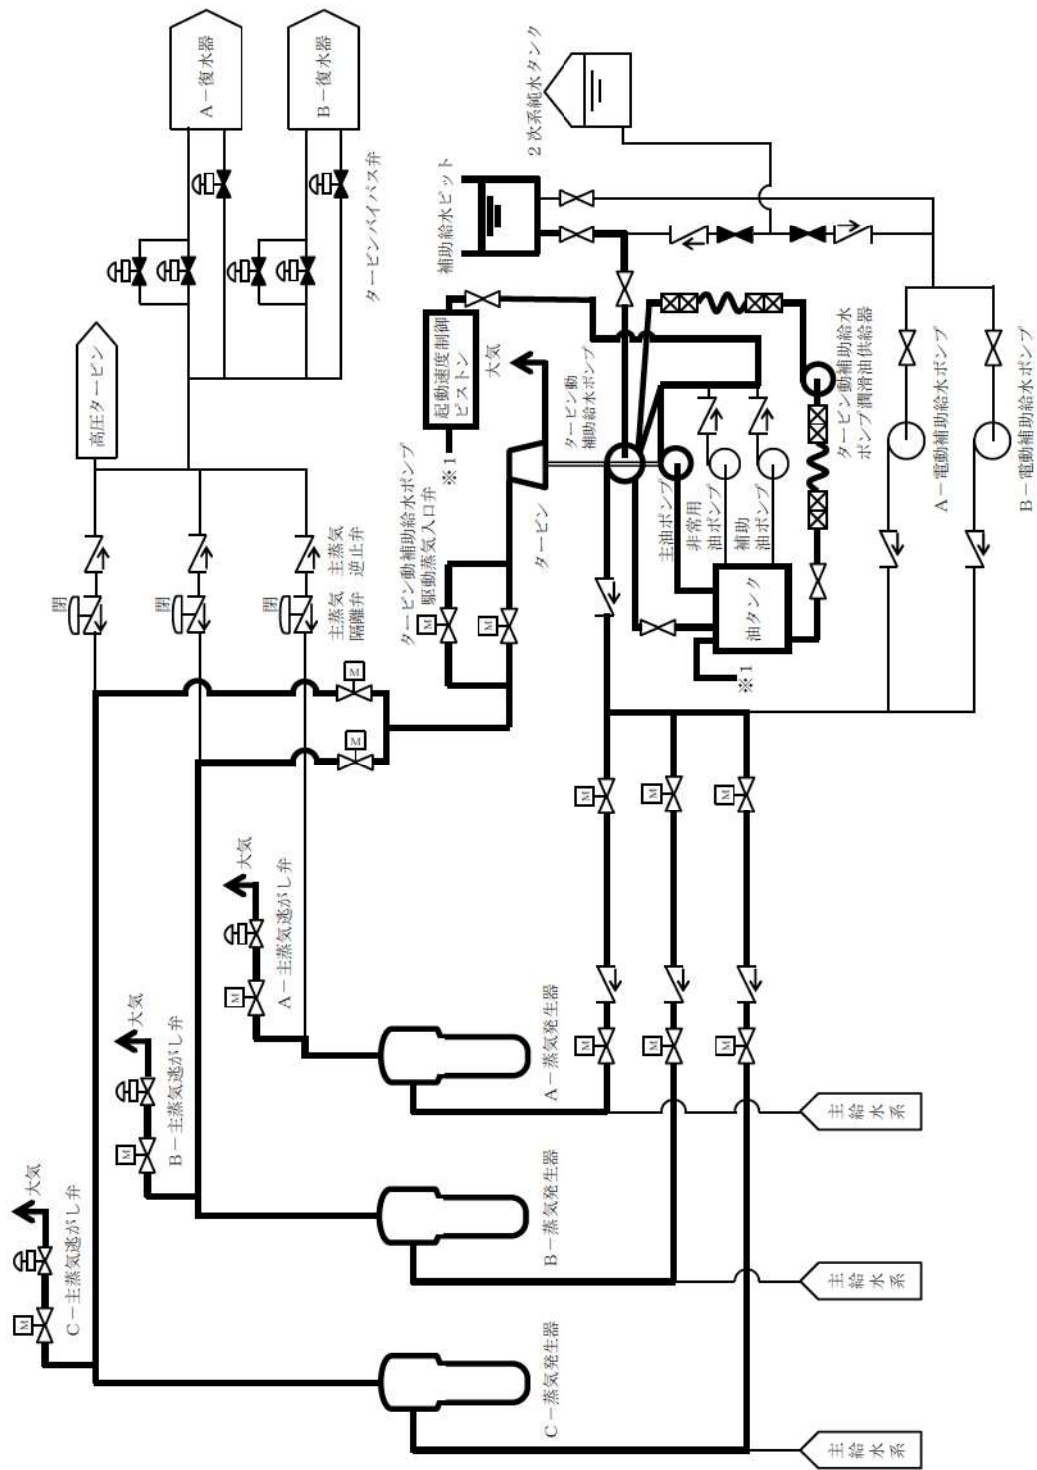 A-復水器
B-復水器
タービンバイパス弁
高圧タービン
2次系純水タンク
補助給水ピット
起動速度制御
ピストン
※1
大気
タービン動
補助給水ポンプ
タービン動補助給水
ポンプ潤滑油供給器
A-電動補助給水ポンプ
B-電動補助給水ポンプ
主蒸気
逆止弁
主蒸気
隔離弁
閉
閉
閉
タービン動補助給水ポンプ
駆動蒸気入口弁
M
M
タービン
主油ポンプ
非常用
油ポンプ
補助
油ポンプ
油タンク
※1
M
M
大気
A-主蒸気逃がし弁
M
大気
B-主蒸気逃がし弁
M
大気
C-主蒸気逃がし弁
M
A-蒸気発生器
B-蒸気発生器
C-蒸気発生器
M
M
M
M
M
M
主給水系
主給水系
主給水系